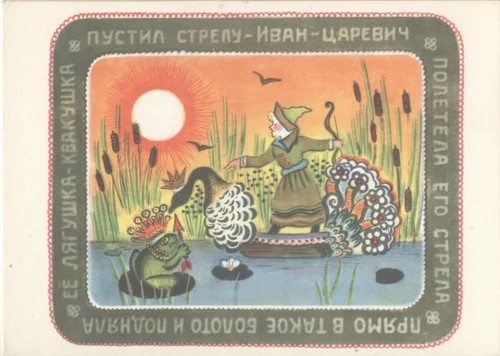 ПУСТИЛ СТРЕЛУ-ИВАН-ЦАРЕВИЧ
ПОЛЕТЕЛА ЕГО СТРЕЛА
ПРЯМО В ТАКОЕ БОЛОТО И ПОДНЯЛА
ЕЁ ЛЯГУШКА-КВАКУШКА